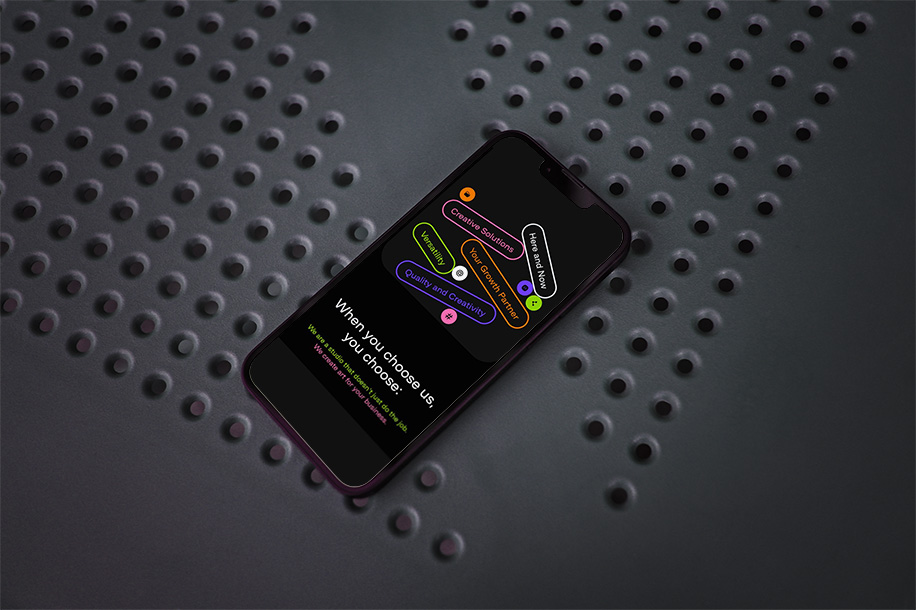 Creative Solutions
Here and Now
Versatility
Your Growth Partner
@
Quality and Creativity
#
When you choose us,
you choose:
We are a studio that doesn't just do the job.
We create art for your business.